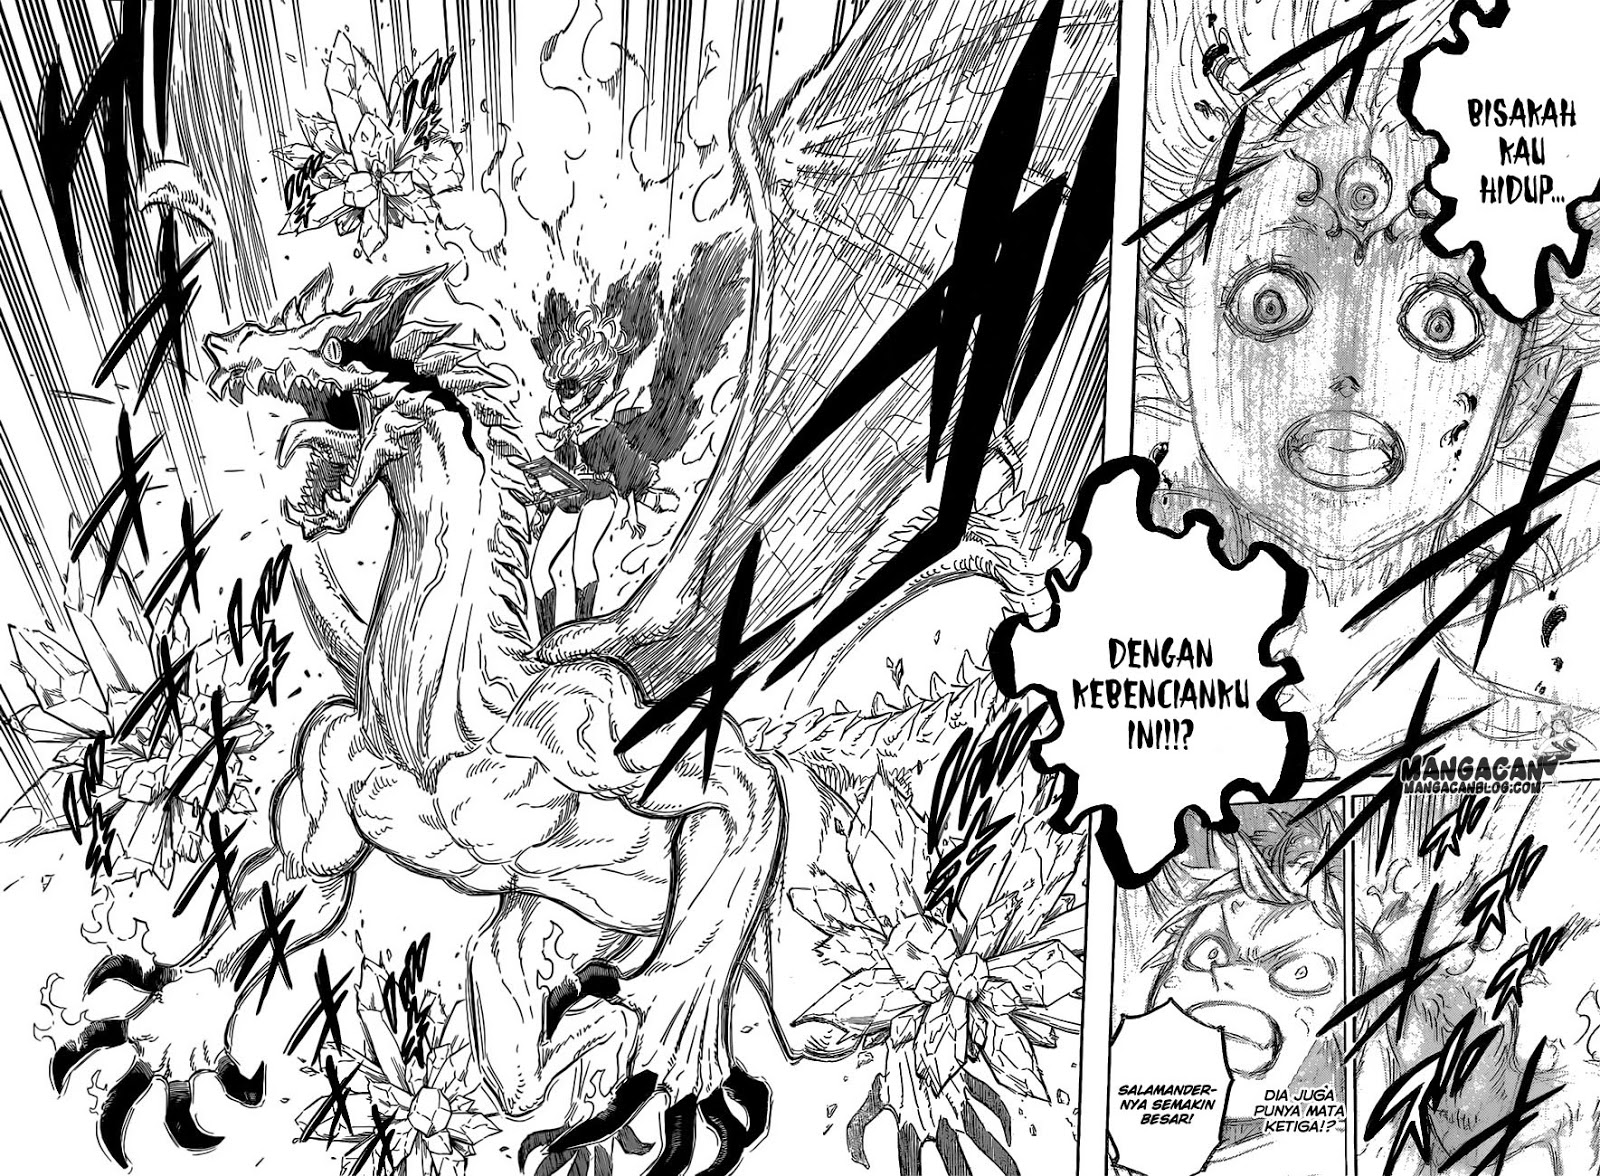 BISAKAH
KAU
HIDUP...
DENGAN
KEBENCIANKU
INI!!!?
MANGACAN
MANGACANBLOG.COM
DIA JUGA
PUNYA MATA
KETIGA!?
SALAMANDER-
NYA SEMAKIN
BESAR!